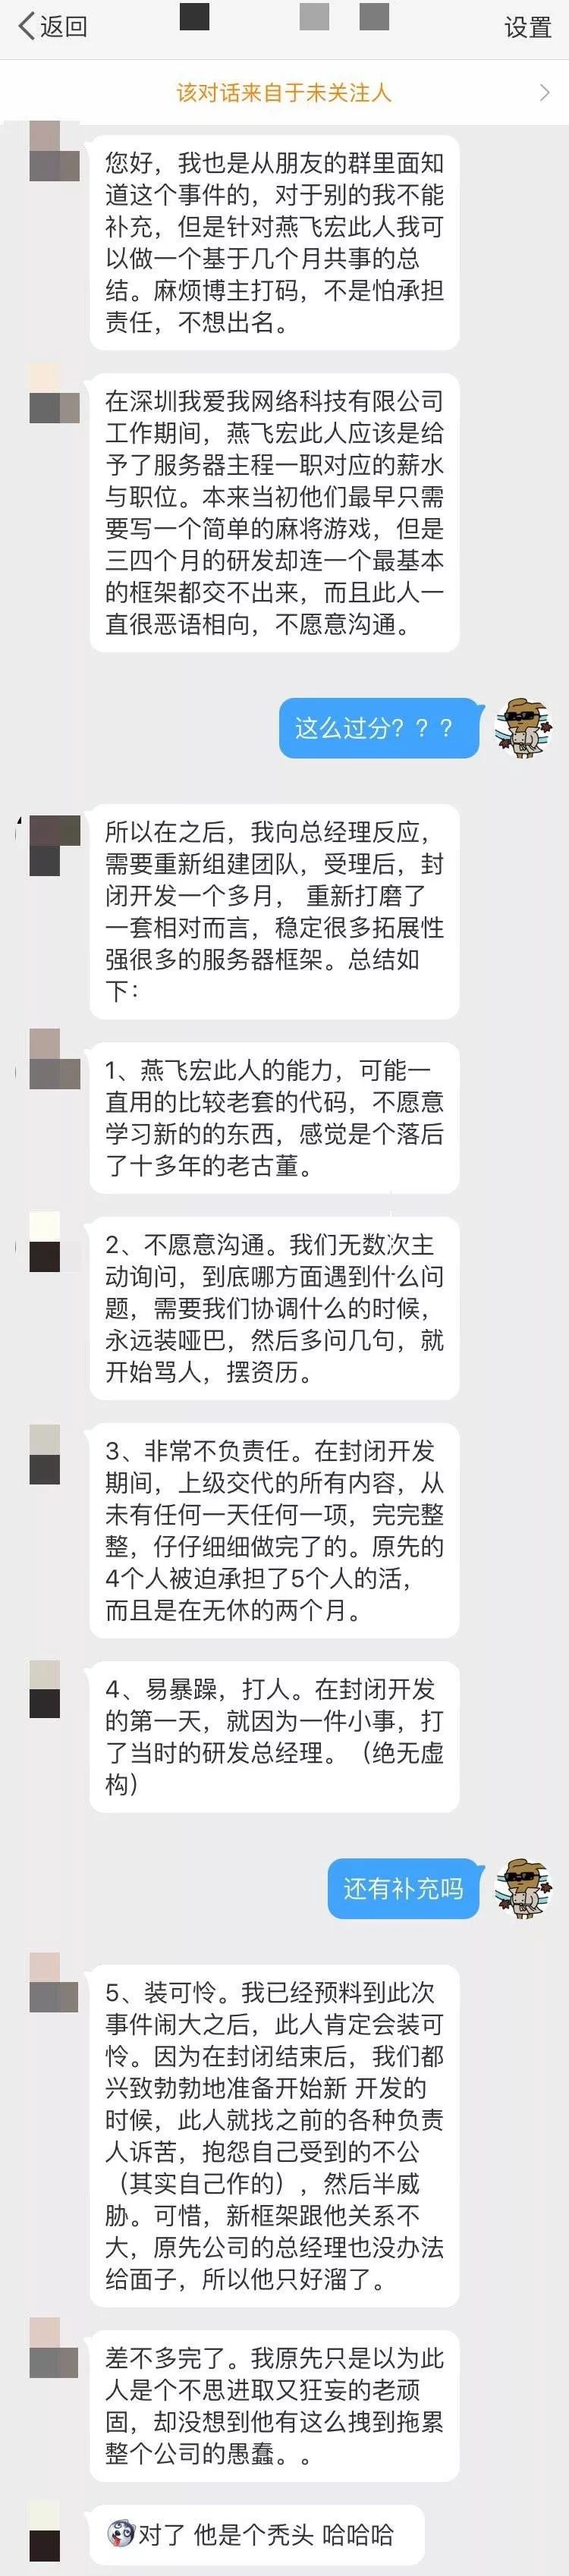 返回
设置
该对话来自于未关注人
您好，我也是从朋友的群里面知
道这个事件的，对于别的我不能
补充，但是针对燕飞宏此人我可
以做一个基于几个月共事的总
结。麻烦博主打码，不是怕承担
责任，不想出名。
在深圳我爱我网络科技有限公司
工作期间，燕飞宏此人应该是给
予了服务器主程一职对应的薪水
与职位。本来当初他们最早只需
要写一个简单的麻将游戏，但是
三四个月的研发却连一个最基本
的框架都交不出来，而且此人一
直很恶语相向，不愿意沟通。
这么过分？？？
所以在之后，我向总经理反应，
需要重新组建团队，受理后，封
闭开发一个多月， 重新打磨了
一套相对而言，稳定很多拓展性
强很多的服务器框架。总结如
下：
1、燕飞宏此人的能力，可能一
直用的比较老套的代码，不愿意
学习新的的东西，感觉是个落后
了十多年的老古董。
2、不愿意沟通。我们无数次主
动询问，到底哪方面遇到什么问
题，需要我们协调什么的时候，
永远装哑巴，然后多问几句，就
开始骂人，摆资历。
3、非常不负责任。在封闭开发
期间，上级交代的所有内容，从
未有任何一天任何一项，完完整
整，仔仔细细做完了的。原先的
4个人被迫承担了5个人的活，
而且是在无休的两个月。
4、易暴躁，打人。在封闭开发
的第一天，就因为一件小事，打
了当时的研发总经理。（绝无虚
构）
还有补充吗
5、装可怜。我已经预料到此次
事件闹大之后，此人肯定会装可
怜。因为在封闭结束后，我们都
兴致勃勃地准备开始新 开发的
时候，此人就找之前的各种负责
人诉苦，抱怨自己受到的不公
（其实自己作的），然后半威
胁。可惜，新框架跟他关系不
大，原先公司的总经理也没办法
给面子，所以他只好溜了。
差不多完了。我原先只是以为此
人是个不思进取又狂妄的老顽
固，却没想到他有这么拽到拖累
整个公司的愚蠢。。
对了 他是个秃头 哈哈哈